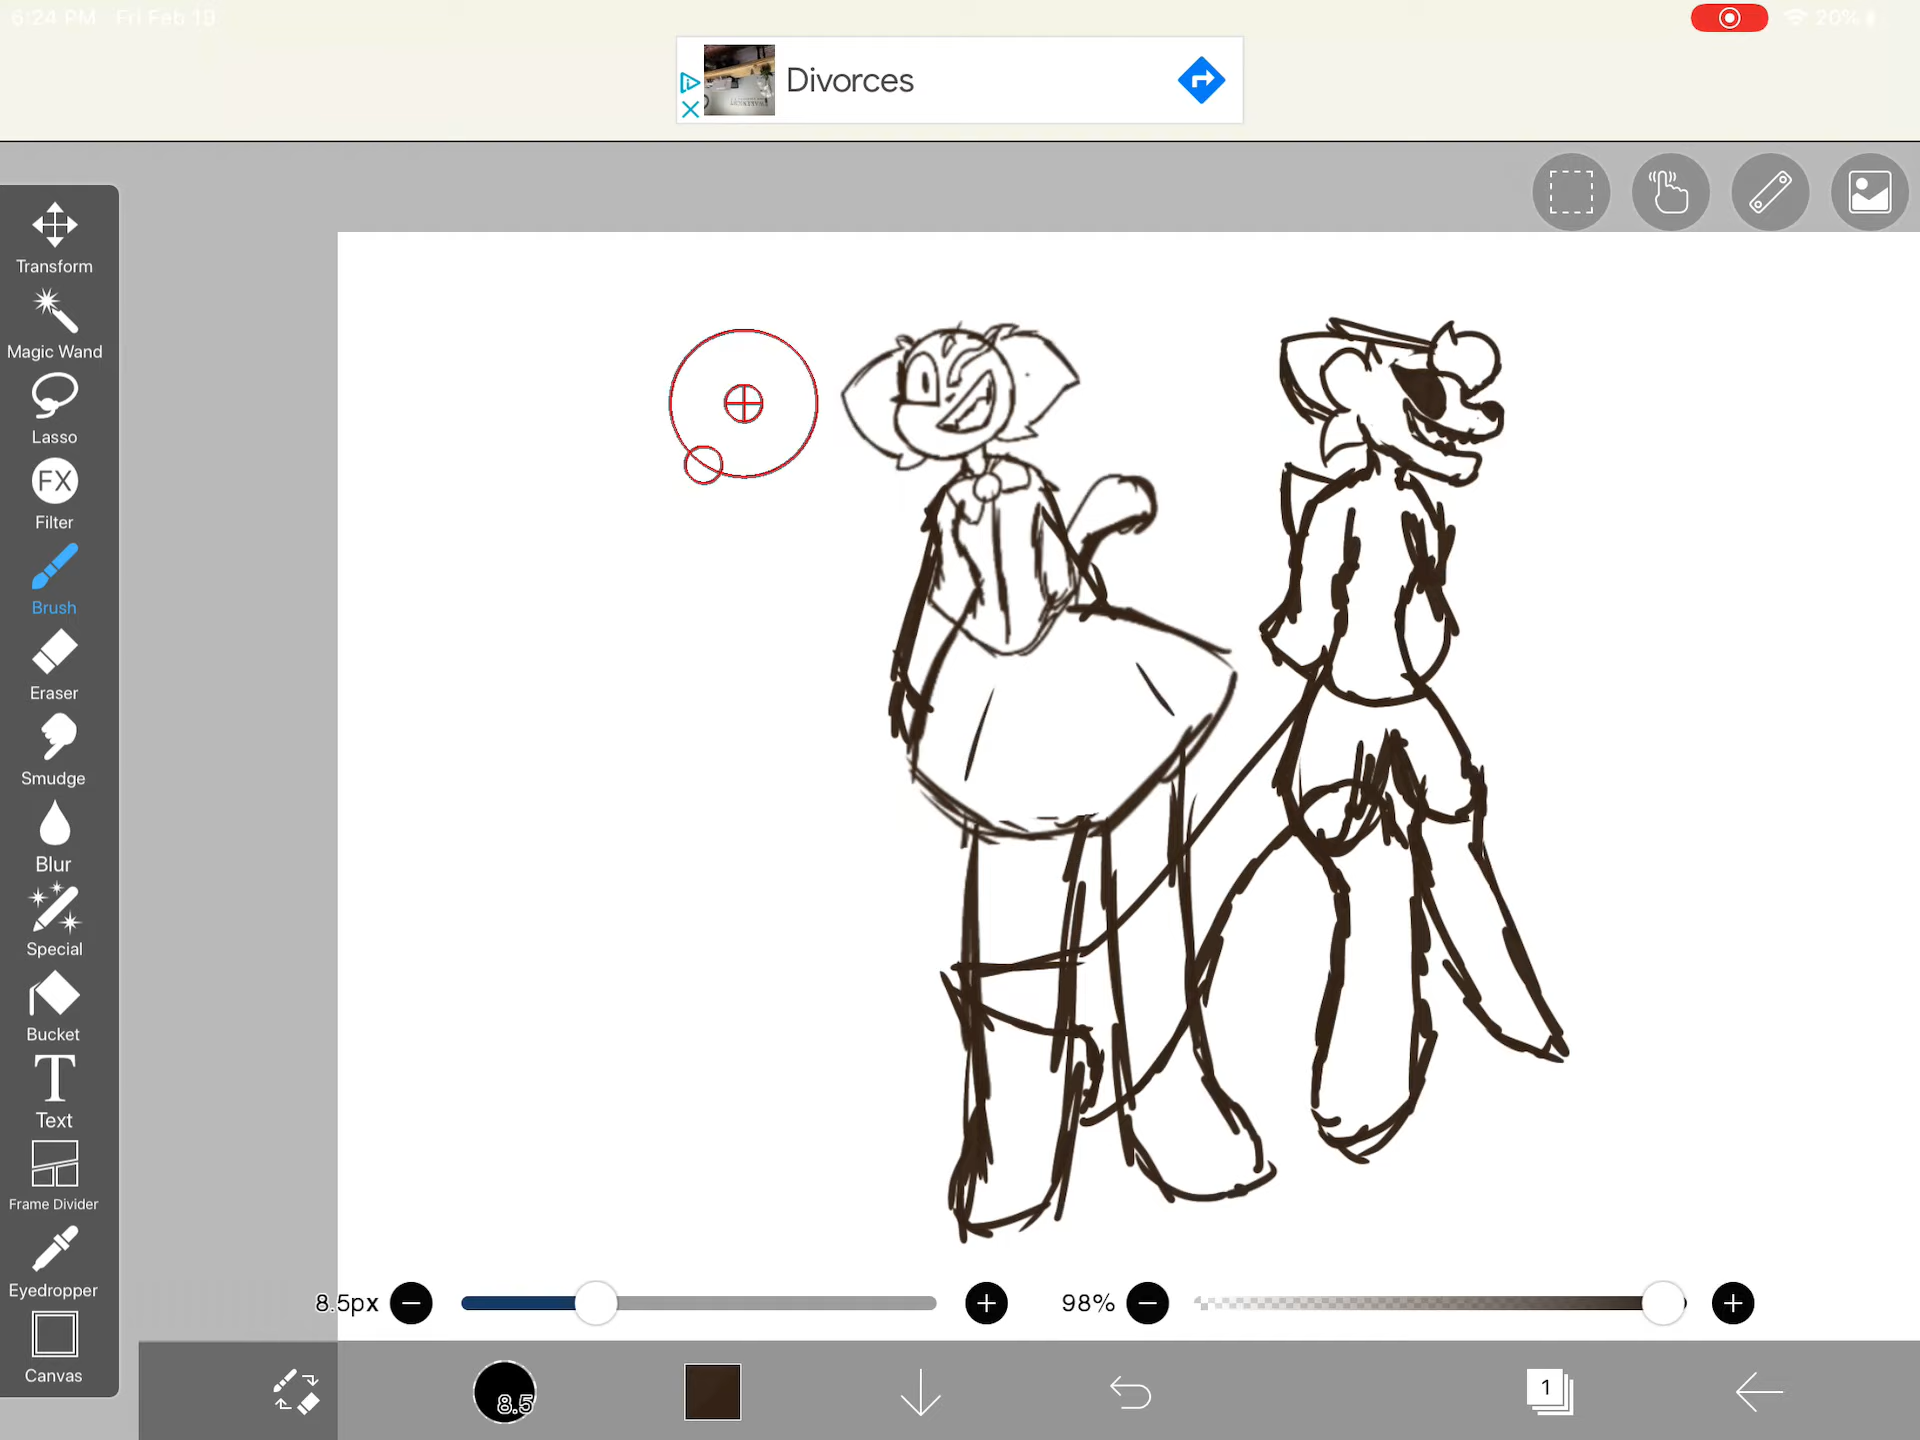 6:24 PM Fri Feb 19
20%
Divorces
Transform
Magic Wand
Lasso
FX
Filter
Brush
Eraser
Smudge
Blur
Special
Bucket
T
Text
Frame Divider
Eyedropper
Canvas
8.5px
98%
8.5
1